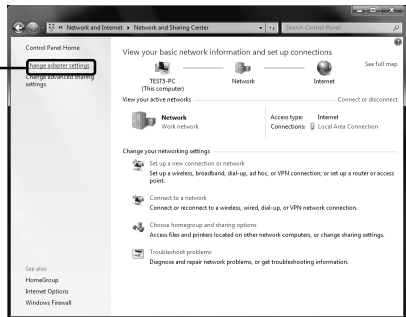 « Network and Internet ▸ Network and Sharing Center
Search Control Panel
Control Panel Home
hange adapter settings
Change advanced sharing
settings
View your basic network information and set up connections
See full map
TEST5-PC
(This computer)
Network
Internet
View your active networks
Connect or disconnect
Network
Work network
Access type: Internet
Connections: Local Area Connection
Change your networking settings
Set up a new connection or network
Set up a wireless, broadband, dial-up, ad hoc, or VPN connection; or set up a router or access
point.
Connect to a network
Connect or reconnect to a wireless, wired, dial-up, or VPN network connection.
Choose homegroup and sharing options
Access files and printers located on other network computers, or change sharing settings.
Troubleshoot problems
Diagnose and repair network problems, or get troubleshooting information.
See also
HomeGroup
Internet Options
Windows Firewall